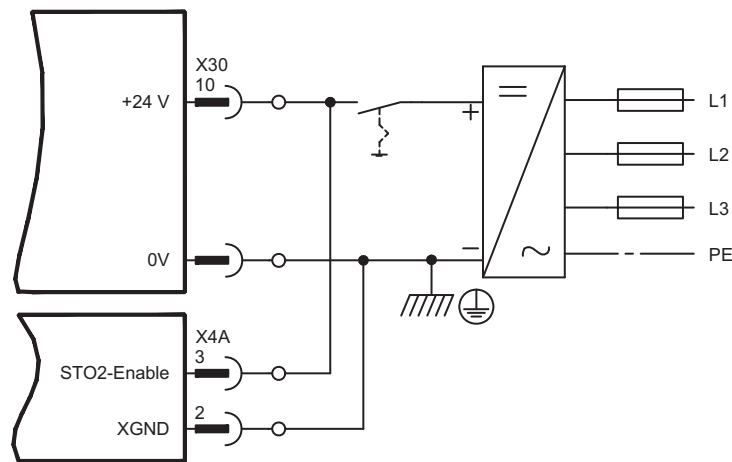 X30
10
+24 V
+
L1
L2
L3
−
0V
PE
X4A
3
STO2-Enable
2
XGND